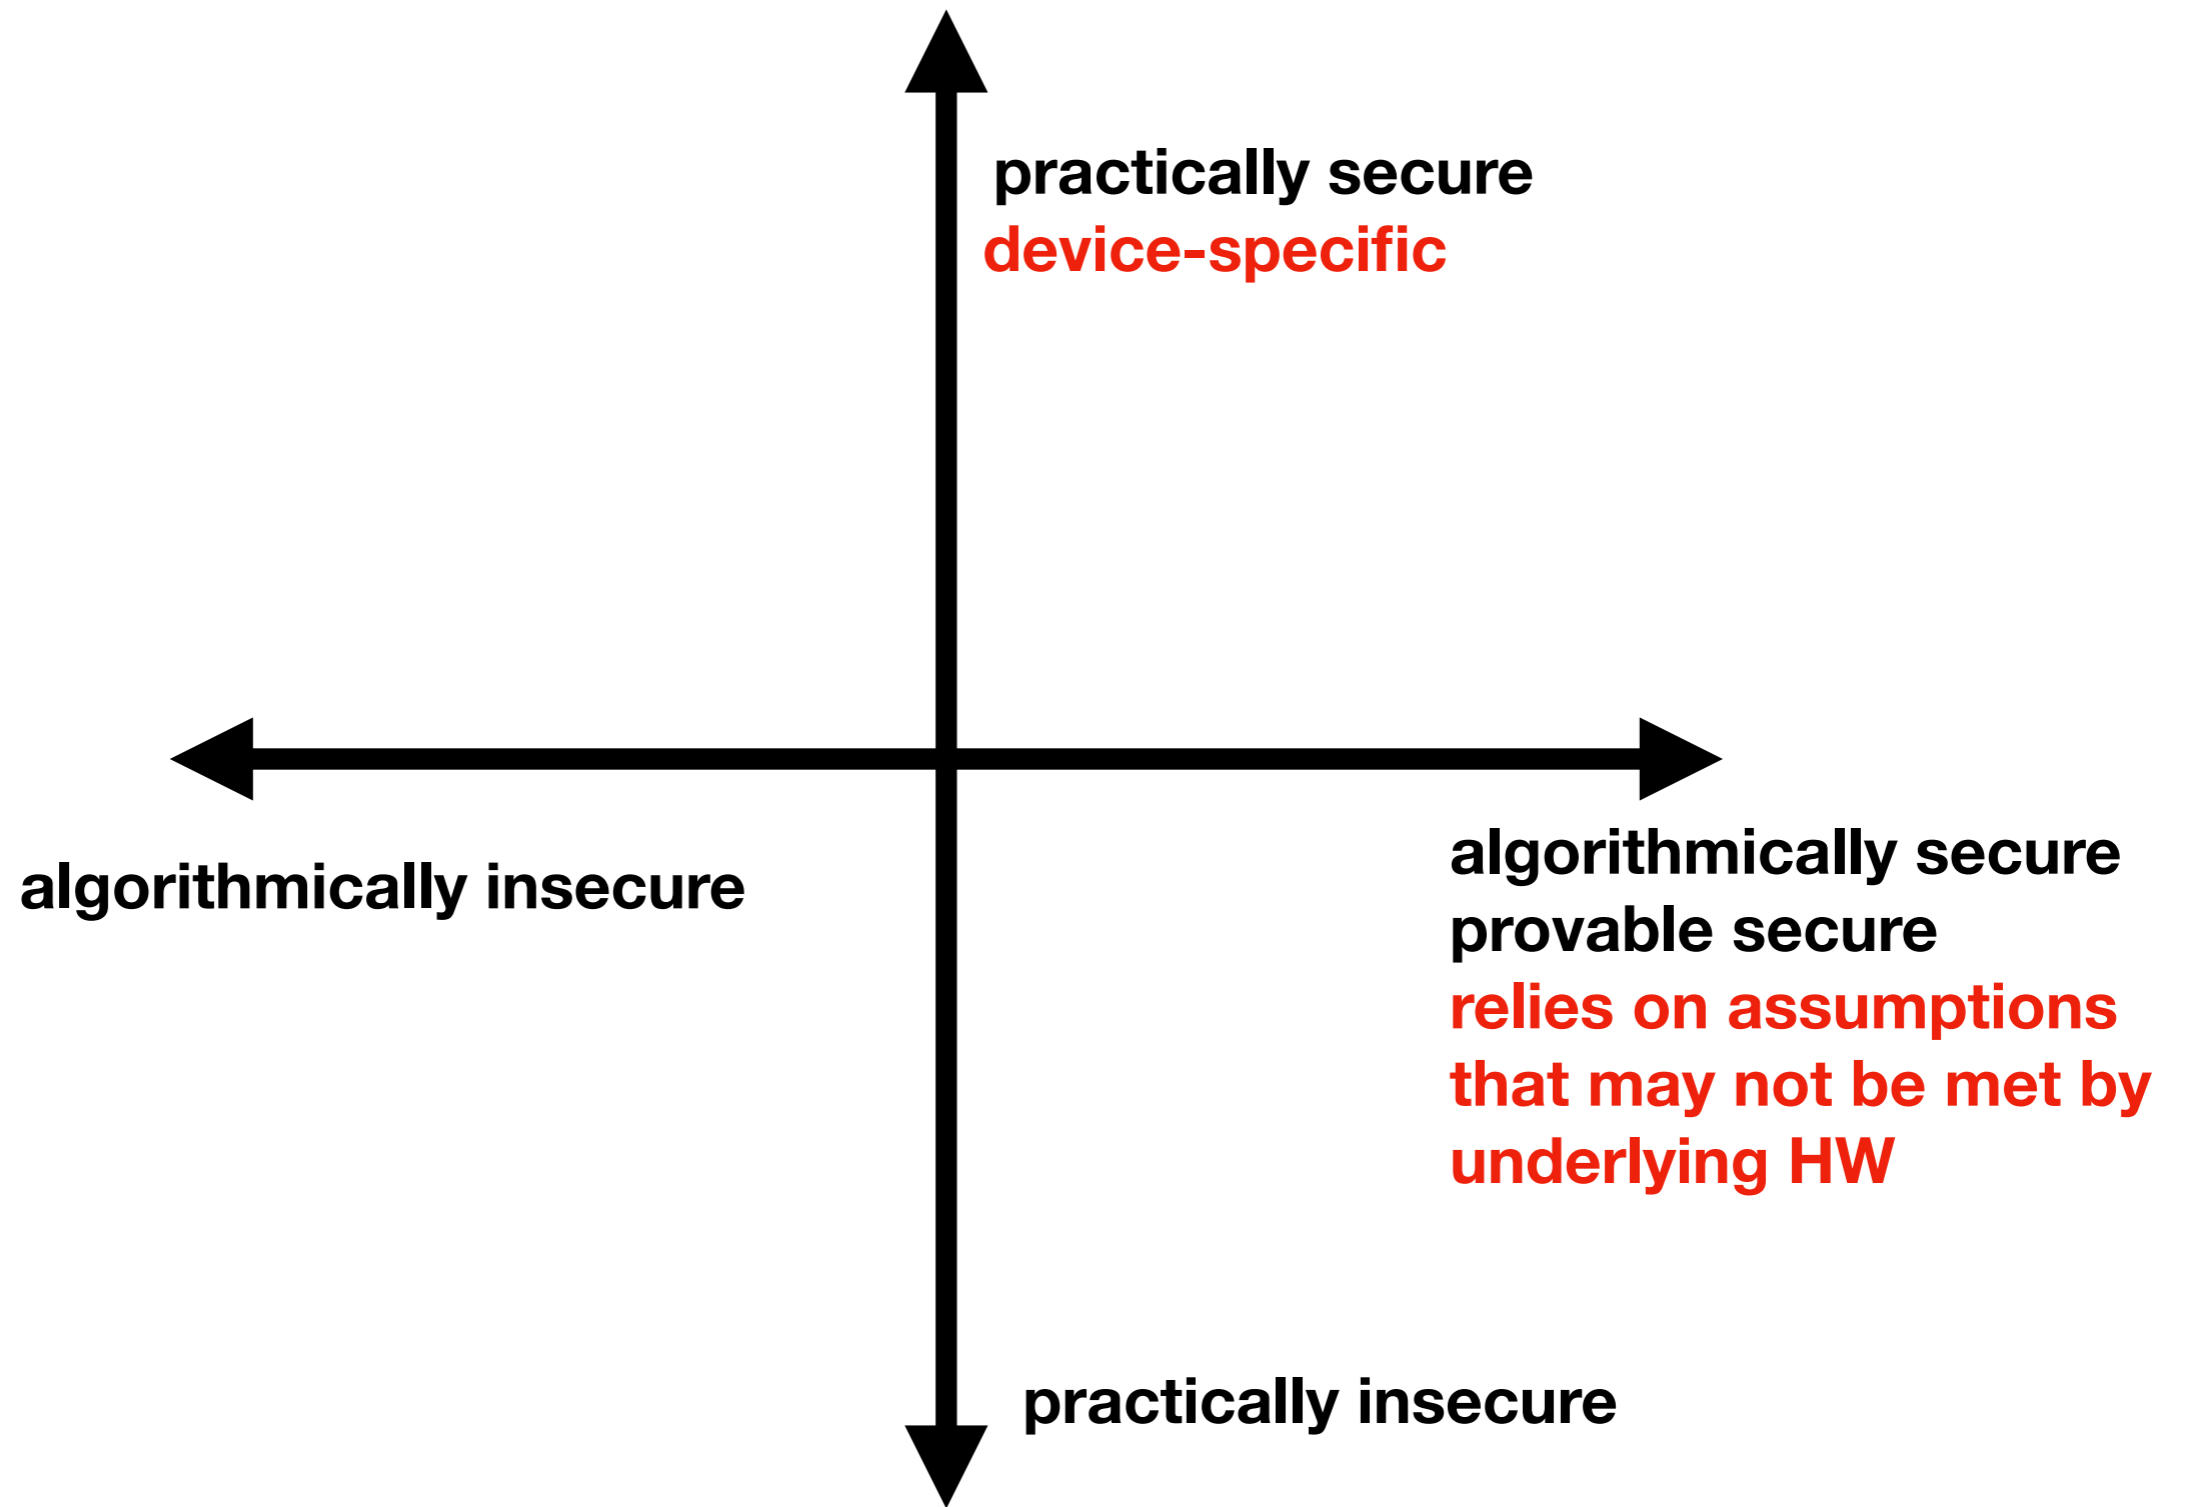 practically secure
device-specific
algorithmically insecure
algorithmically secure
provable secure
relies on assumptions
that may not be met by
underlying HW
practically insecure